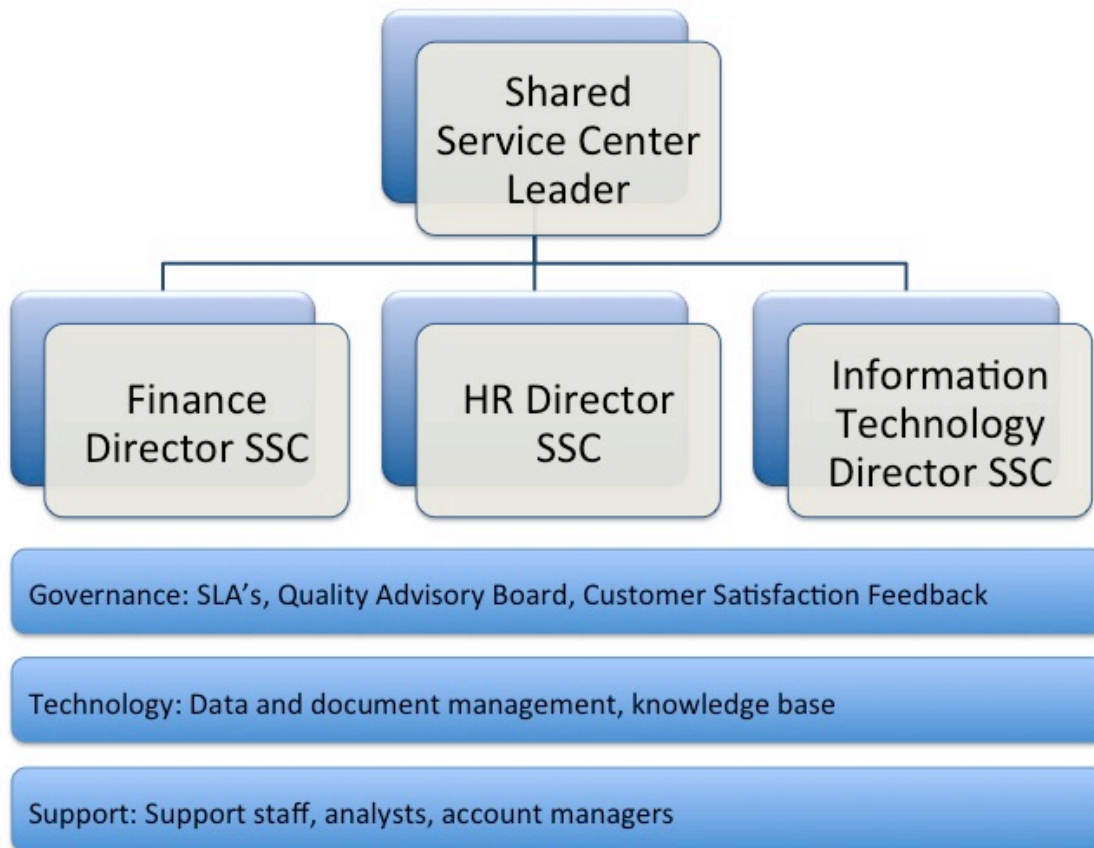 Shared
Service Center
Leader
Finance
Director SSC
HR Director
SSC
Information
Technology
Director SSC
Governance: SLA’s, Quality Advisory Board, Customer Satisfaction Feedback
Technology: Data and document management, knowledge base
Support: Support staff, analysts, account managers